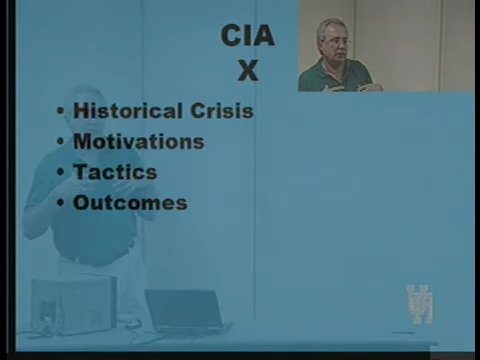 CIA
X
• Historical Crisis
• Motivations
• Tactics
• Outcomes